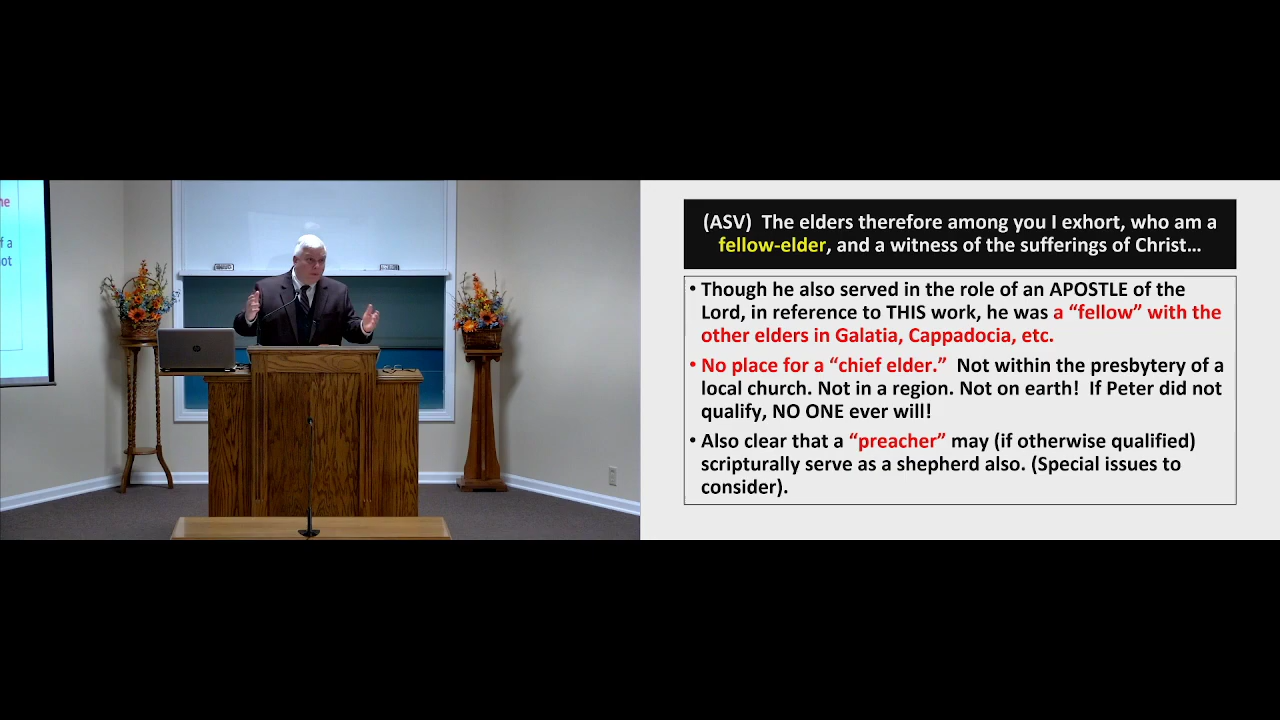 ne
f a
ot
(ASV)  The elders therefore among you I exhort, who am a
fellow-elder, and a witness of the sufferings of Christ…
• Though he also served in the role of an APOSTLE of the
Lord, in reference to THIS work, he was a “fellow” with the
other elders in Galatia, Cappadocia, etc.
• No place for a “chief elder.”  Not within the presbytery of a
local church. Not in a region. Not on earth!  If Peter did not
qualify, NO ONE ever will!
• Also clear that a “preacher” may (if otherwise qualified)
scripturally serve as a shepherd also. (Special issues to
consider).